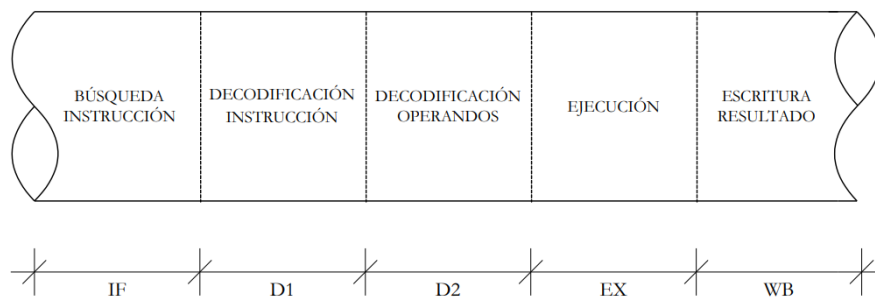 BÚSQUEDA
INSTRUCCIÓN
DECODIFICACIÓN
INSTRUCCIÓN
DECODIFICACIÓN
OPERANDOS
EJECUCIÓN
ESCRITURA
RESULTADO
IF
D1
D2
EX
WB